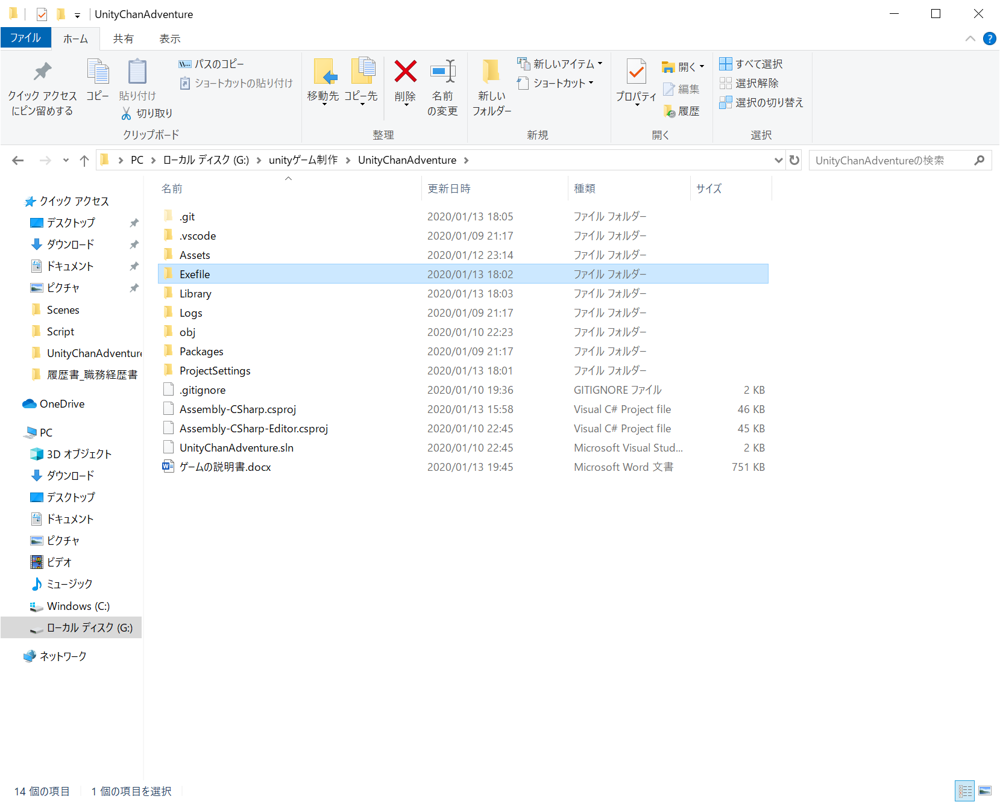 UnityChanAdventure
ファイル ホーム 共有 表示
クイック アクセス
にピン留めする
コピー
貼り付け
切り取り
パスのコピー
ショートカットの貼り付け
クリップボード
移動先
コピー先
削除
名前
の変更
整理
新しい
フォルダー
新しいアイテム
ショートカット
新規
プロパティ
開く
編集
履歴
開く
すべて選択
選択解除
選択の切り替え
選択
PC ローカル ディスク (G:) unityゲーム制作 UnityChanAdventure
UnityChanAdventureの検索
クイック アクセス
デスクトップ
ダウンロード
ドキュメント
ピクチャ
Scenes
Script
UnityChanAdventure
履歴書_職務経歴書
OneDrive
PC
3D オブジェクト
ダウンロード
デスクトップ
ドキュメント
ピクチャ
ビデオ
ミュージック
Windows (C:)
ローカル ディスク (G:)
ネットワーク
名前 更新日時 種類 サイズ
.git 2020/01/13 18:05 ファイル フォルダー
.vscode 2020/01/09 21:17 ファイル フォルダー
Assets 2020/01/12 23:14 ファイル フォルダー
Exefile 2020/01/13 18:02 ファイル フォルダー
Library 2020/01/13 18:03 ファイル フォルダー
Logs 2020/01/09 21:17 ファイル フォルダー
obj 2020/01/10 22:23 ファイル フォルダー
Packages 2020/01/09 21:17 ファイル フォルダー
ProjectSettings 2020/01/13 18:01 ファイル フォルダー
.gitignore 2020/01/10 19:36 GITIGNORE ファイル 2 KB
Assembly-CSharp.csproj 2020/01/13 15:58 Visual C# Project file 46 KB
Assembly-CSharp-Editor.csproj 2020/01/10 22:45 Visual C# Project file 45 KB
UnityChanAdventure.sln 2020/01/10 22:45 Microsoft Visual Stud... 2 KB
ゲームの説明書.docx 2020/01/13 19:45 Microsoft Word 文書 751 KB
14 個の項目 1 個の項目を選択